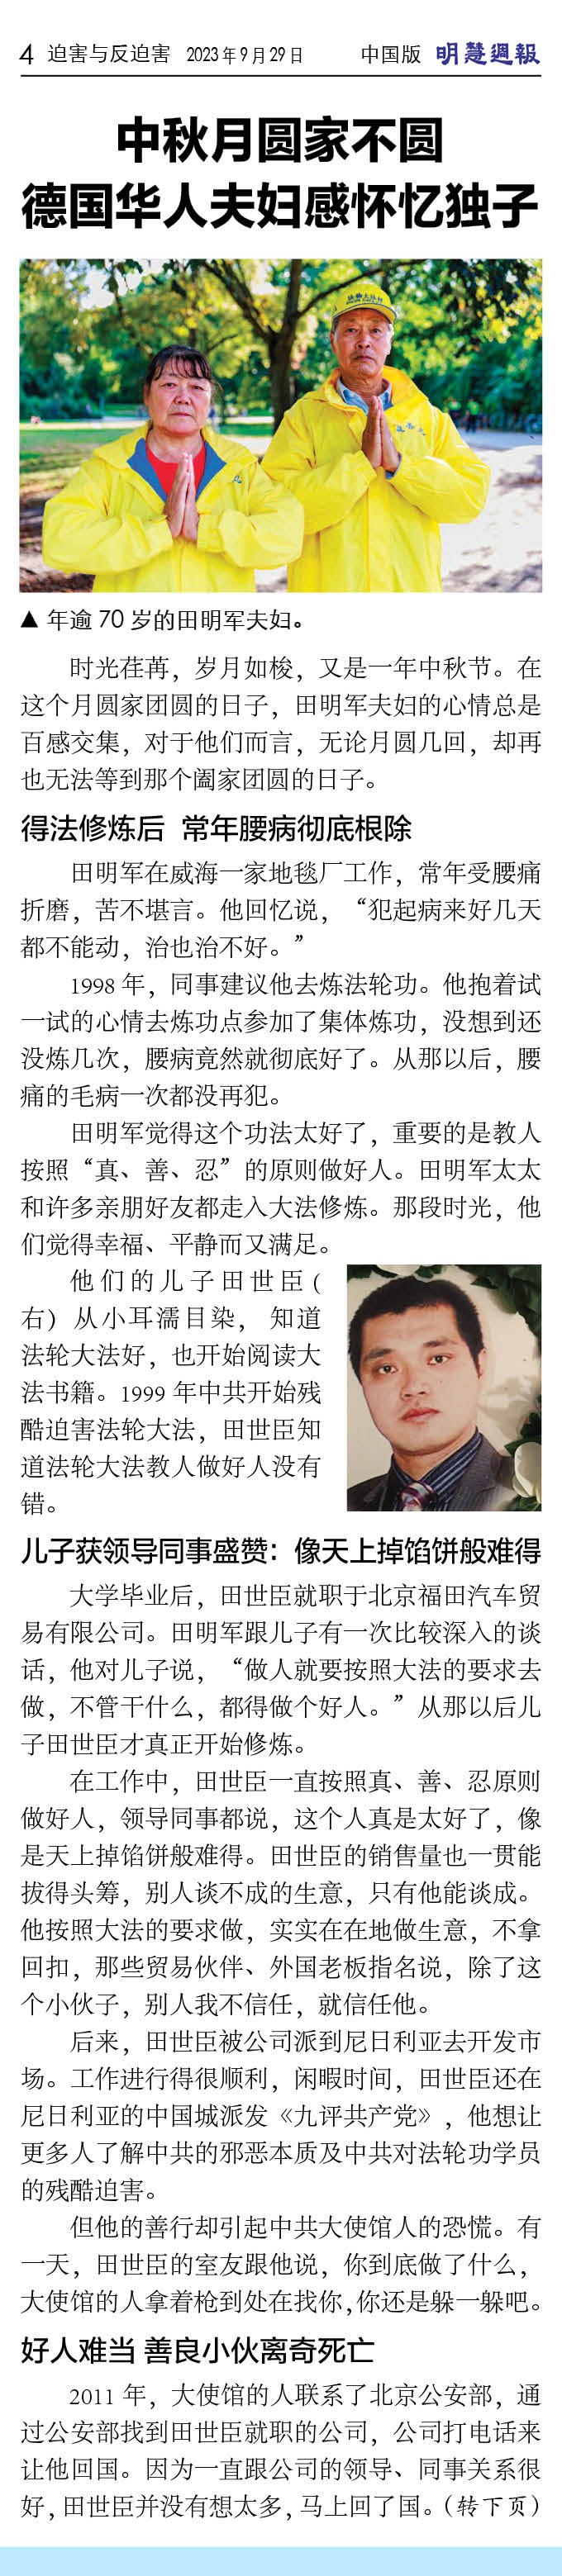 4 迫害与反迫害 2023年9月29日 中国版 明慧週報
中秋月圆家不圆
德国华人夫妇感怀忆独子
▲ 年逾 70 岁的田明军夫妇。
时光荏苒，岁月如梭，又是一年中秋节。在
这个月圆家团圆的日子，田明军夫妇的心情总是
百感交集，对于他们而言，无论月圆几回，却再
也无法等到那个阖家团圆的日子。
得法修炼后 常年腰病彻底根除
田明军在威海一家地毯厂工作，常年受腰痛
折磨，苦不堪言。他回忆说，“犯起病来好几天
都不能动，治也治不好。”
1998 年，同事建议他去炼法轮功。他抱着试
一试的心情去炼功点参加了集体炼功，没想到还
没炼几次，腰病竟然就彻底好了。从那以后，腰
痛的毛病一次都没再犯。
田明军觉得这个功法太好了，重要的是教人
按照“真、善、忍”的原则做好人。田明军太太
和许多亲朋好友都走入大法修炼。那段时光，他
们觉得幸福、平静而又满足。
他们的儿子田世臣(
右) 从小耳濡目染， 知道
法轮大法好，也开始阅读大
法书籍。1999 年中共开始残
酷迫害法轮大法，田世臣知
道法轮大法教人做好人没有
错。
儿子获领导同事盛赞：像天上掉馅饼般难得
大学毕业后，田世臣就职于北京福田汽车贸
易有限公司。田明军跟儿子有一次比较深入的谈
话，他对儿子说，“做人就要按照大法的要求去
做，不管干什么，都得做个好人。”从那以后儿
子田世臣才真正开始修炼。
在工作中，田世臣一直按照真、善、忍原则
做好人，领导同事都说，这个人真是太好了，像
是天上掉馅饼般难得。田世臣的销售量也一贯能
拔得头筹，别人谈不成的生意，只有他能谈成。
他按照大法的要求做，实实在在地做生意，不拿
回扣，那些贸易伙伴、外国老板指名说，除了这
个小伙子，别人我不信任，就信任他。
后来，田世臣被公司派到尼日利亚去开发市
场。工作进行得很顺利，闲暇时间，田世臣还在
尼日利亚的中国城派发《九评共产党》，他想让
更多人了解中共的邪恶本质及中共对法轮功学员
的残酷迫害。
但他的善行却引起中共大使馆人的恐慌。有
一天，田世臣的室友跟他说，你到底做了什么，
大使馆的人拿着枪到处在找你，你还是躲一躲吧。
好人难当 善良小伙离奇死亡
2011 年，大使馆的人联系了北京公安部，通
过公安部找到田世臣就职的公司，公司打电话来
让他回国。因为一直跟公司的领导、同事关系很
好，田世臣并没有想太多，马上回了国。（转下页）